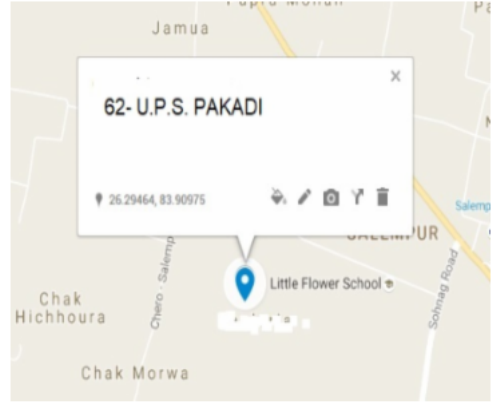 Jamua
62- U.P.S. PAKADI
26.29464, 83.90975
Salemp
SALEMPUR
Little Flower School
Chero - Salemp
Sohnag Road
Chak
Hichhoura
Chak Morwa